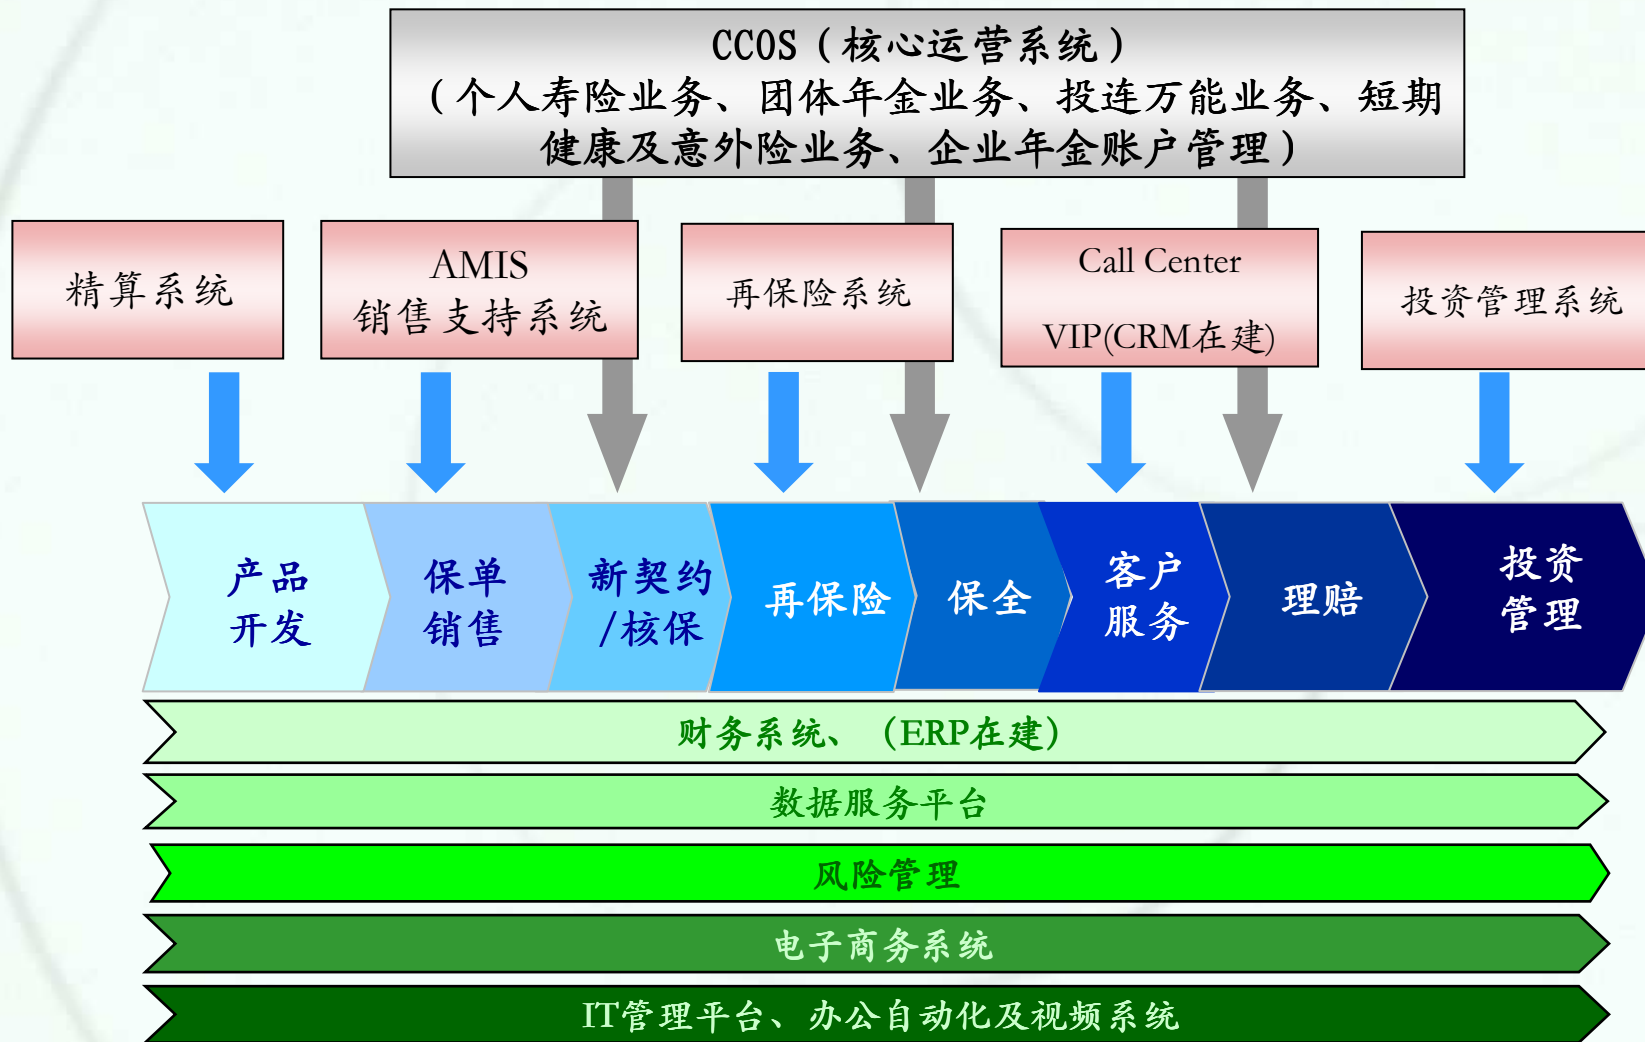 CCOS（核心运营系统）
（个人寿险业务、团体年金业务、投连万能业务、短期
健康及意外险业务、企业年金账户管理）
精算系统
AMIS
销售支持系统
再保险系统
Call Center
VIP(CRM在建)
投资管理系统
产品
开发
保单
销售
新契约
/核保
再保险
保全
客户
服务
理赔
投资
管理
财务系统、（ERP在建）
数据服务平台
风险管理
电子商务系统
IT管理平台、办公自动化及视频系统